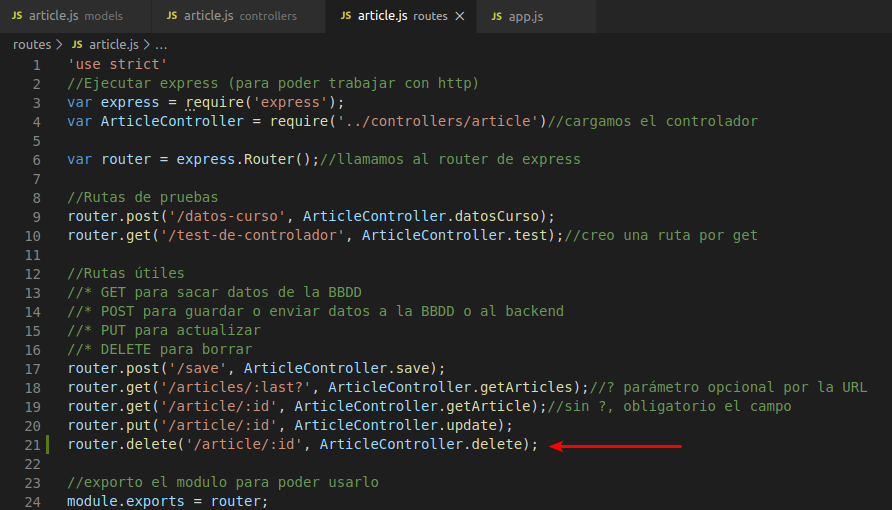 JS article.js models JS article.js controllers JS article.js routes × JS app.js
routes > JS article.js > ...
1 'use strict'
2 //Ejecutar express (para poder trabajar con http)
3 var express = require('express');
4 var ArticleController = require('../controllers/article')//cargamos el controlador
5
6 var router = express.Router();//llamamos al router de express
7
8 //Rutas de pruebas
9 router.post('/datos-curso', ArticleController.datosCurso);
10 router.get('/test-de-controlador', ArticleController.test);//creo una ruta por get
11
12 //Rutas útiles
13 //* GET para sacar datos de la BBDD
14 //* POST para guardar o enviar datos a la BBDD o al backend
15 //* PUT para actualizar
16 //* DELETE para borrar
17 router.post('/save', ArticleController.save);
18 router.get('/articles/:last?', ArticleController.getArticles);//? parámetro opcional por la URL
19 router.get('/article/:id', ArticleController.getArticle);//sin ?, obligatorio el campo
20 router.put('/article/:id', ArticleController.update);
21 router.delete('/article/:id', ArticleController.delete);
22
23 //exporto el modulo para poder usarlo
24 module.exports = router;